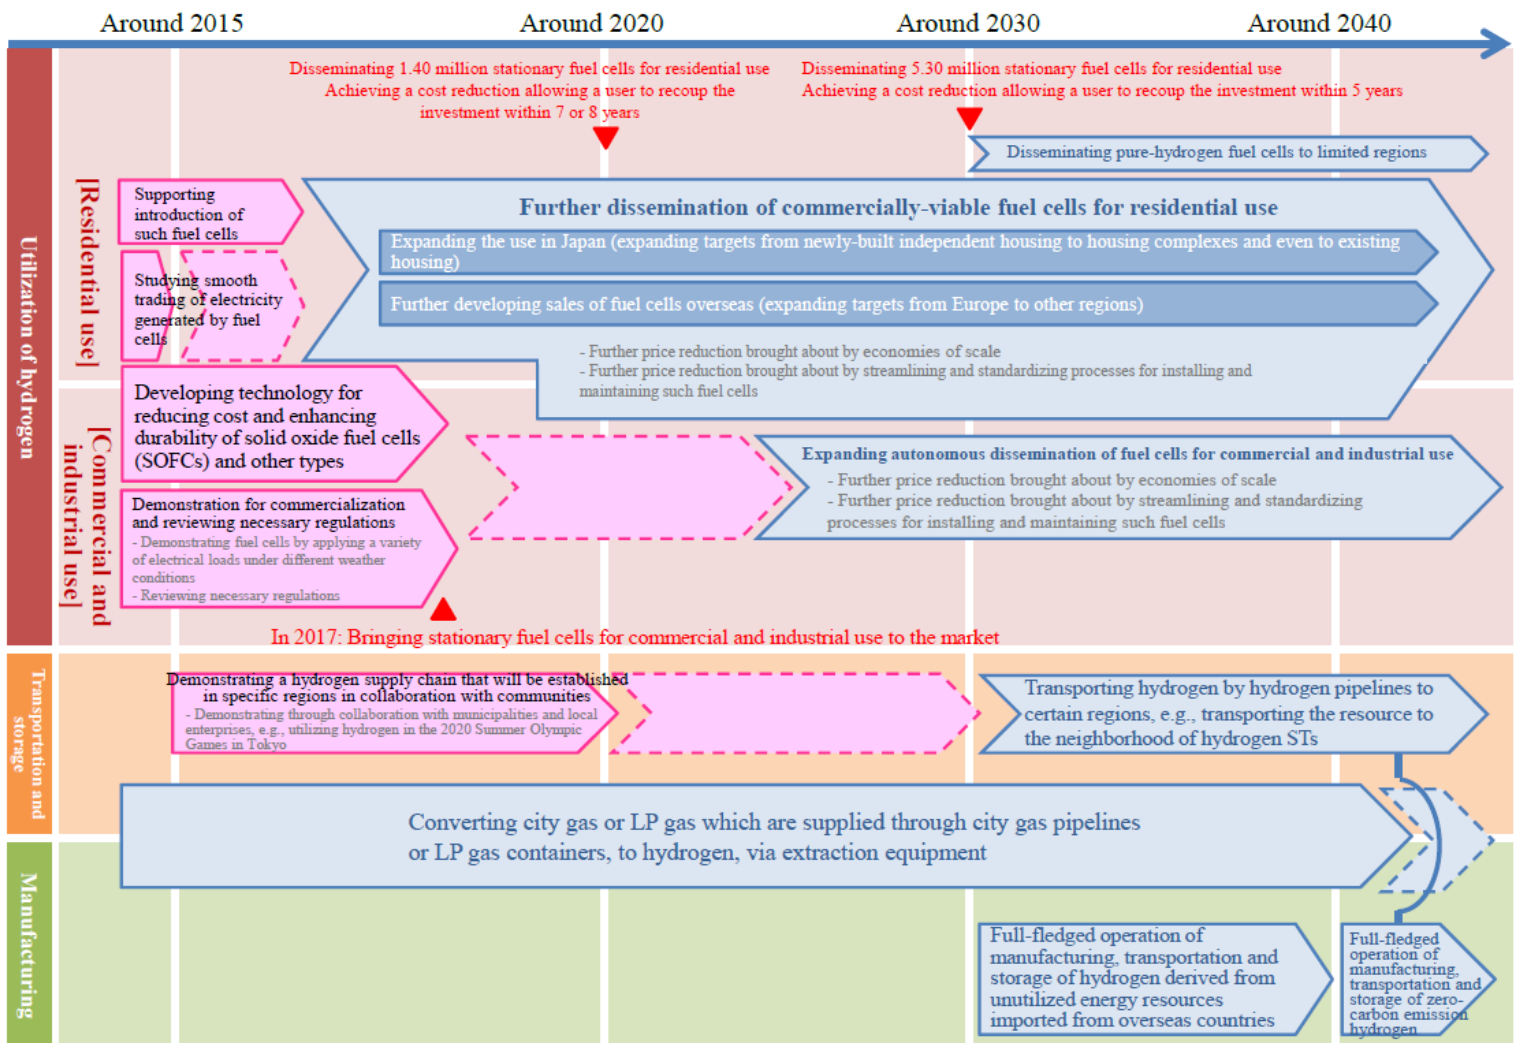 Around 2015
Around 2020
Around 2030
Around 2040
Disseminating 1.40 million stationary fuel cells for residential use
Achieving a cost reduction allowing a user to recoup the
investment within 7 or 8 years
Disseminating 5.30 million stationary fuel cells for residential use
Achieving a cost reduction allowing a user to recoup the investment within 5 years
Disseminating pure-hydrogen fuel cells to limited regions
Utilization of hydrogen
[Residential use]
Supporting
introduction of
such fuel cells
Studying smooth
trading of electricity
generated by fuel
cells
Further dissemination of commercially-viable fuel cells for residential use
Expanding the use in Japan (expanding targets from newly-built independent housing to housing complexes and even to existing
housing)
Further developing sales of fuel cells overseas (expanding targets from Europe to other regions)
- Further price reduction brought about by economies of scale
- Further price reduction brought about by streamlining and standardizing processes for installing and
maintaining such fuel cells
[Commercial and
industrial use]
Developing technology for
reducing cost and enhancing
durability of solid oxide fuel cells
(SOFCs) and other types
Demonstration for commercialization
and reviewing necessary regulations
- Demonstrating fuel cells by applying a variety
of electrical loads under different weather
conditions
- Reviewing necessary regulations
Expanding autonomous dissemination of fuel cells for commercial and industrial use
- Further price reduction brought about by economies of scale
- Further price reduction brought about by streamlining and standardizing
processes for installing and maintaining such fuel cells
In 2017: Bringing stationary fuel cells for commercial and industrial use to the market
Transportation and
storage
Demonstrating a hydrogen supply chain that will be established
in specific regions in collaboration with communities
- Demonstrating through collaboration with municipalities and local
enterprises, e.g., utilizing hydrogen in the 2020 Summer Olympic
Games in Tokyo
Transporting hydrogen by hydrogen pipelines to
certain regions, e.g., transporting the resource to
the neighborhood of hydrogen STs
Converting city gas or LP gas which are supplied through city gas pipelines
or LP gas containers, to hydrogen, via extraction equipment
Manufacturing
Full-fledged operation of
manufacturing, transportation and
storage of hydrogen derived from
unutilized energy resources
imported from overseas countries
Full-fledged
operation of
manufacturing,
transportation and
storage of zero-
carbon emission
hydrogen